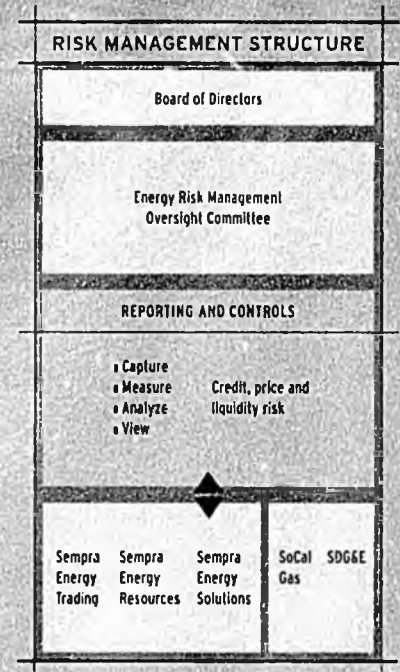 RISK MANAGEMENT STRUCTURE
Board of Directors
Energy Risk Management
Oversight Committee
REPORTING AND CONTROLS
▪ Capture
▪ Measure
▪ Analyze
▪ View
Credit, price and
liquidity risk
Sempra
Energy
Trading
Sempra
Energy
Resources
Sempra
Energy
Solutions
SoCal
Gas
SDG&E